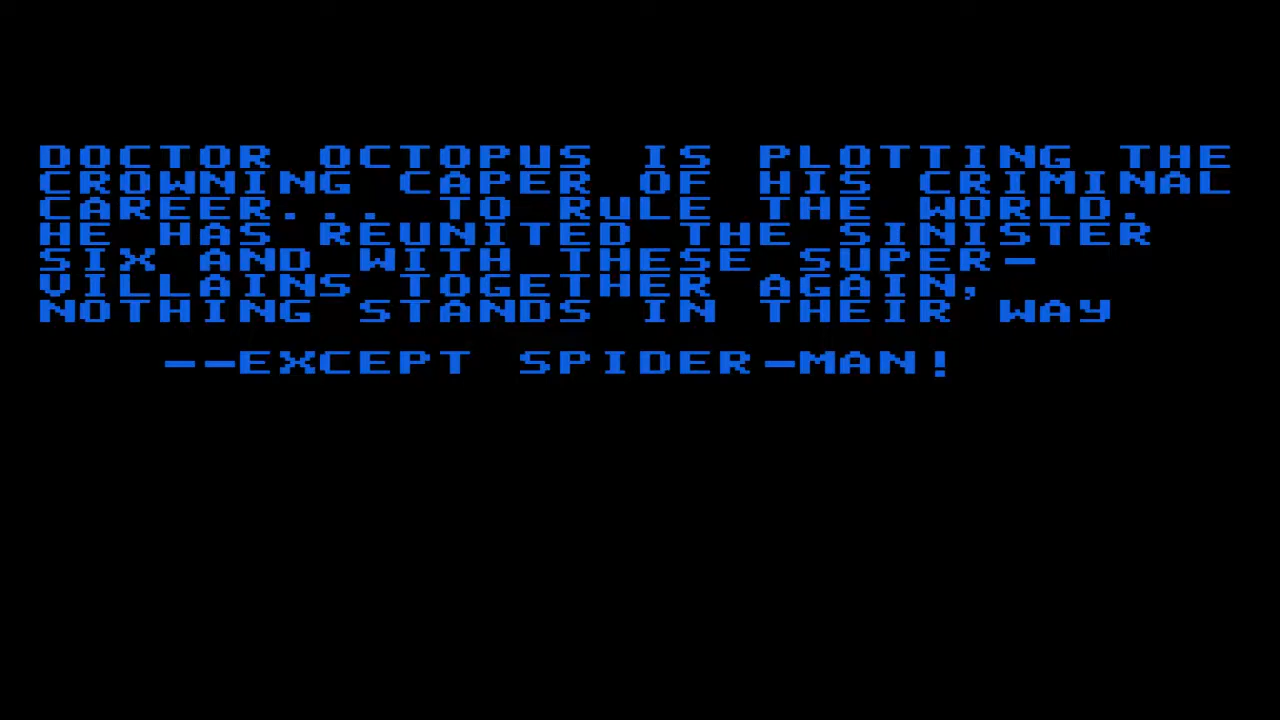 DOCTOR OCTOPUS IS PLOTTING THE
CROWNING CAPER OF HIS CRIMINAL
CAREER... TO RULE THE WORLD.
HE HAS REUNITED THE SINISTER
SIX AND WITH THESE SUPER-
VILLAINS TOGETHER AGAIN,
NOTHING STANDS IN THEIR WAY
--EXCEPT SPIDER-MAN!